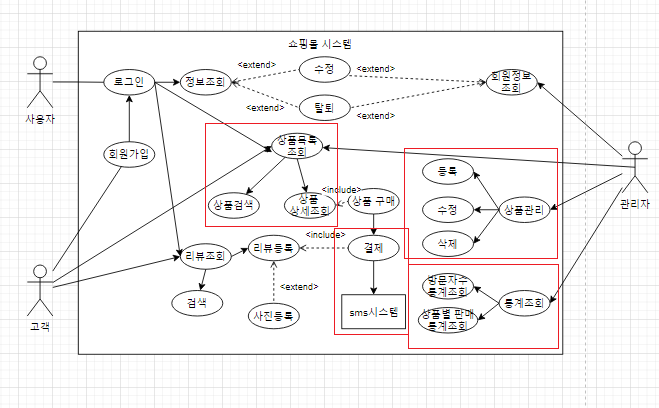 쇼핑몰 시스템
사용자
로그인
정보조회
<extend>
수정
<extend>
<extend>
탈퇴
<extend>
회원정보
조회
회원가입
상품목록
조회
상품검색
상품
상세조회
<include>
상품 구매
등록
수정
삭제
상품관리
관리자
고객
리뷰조회
검색
리뷰등록
<include>
결제
<extend>
사진등록
sms시스템
방문자수
통계조회
상품별 판매
통계조회
통계조회